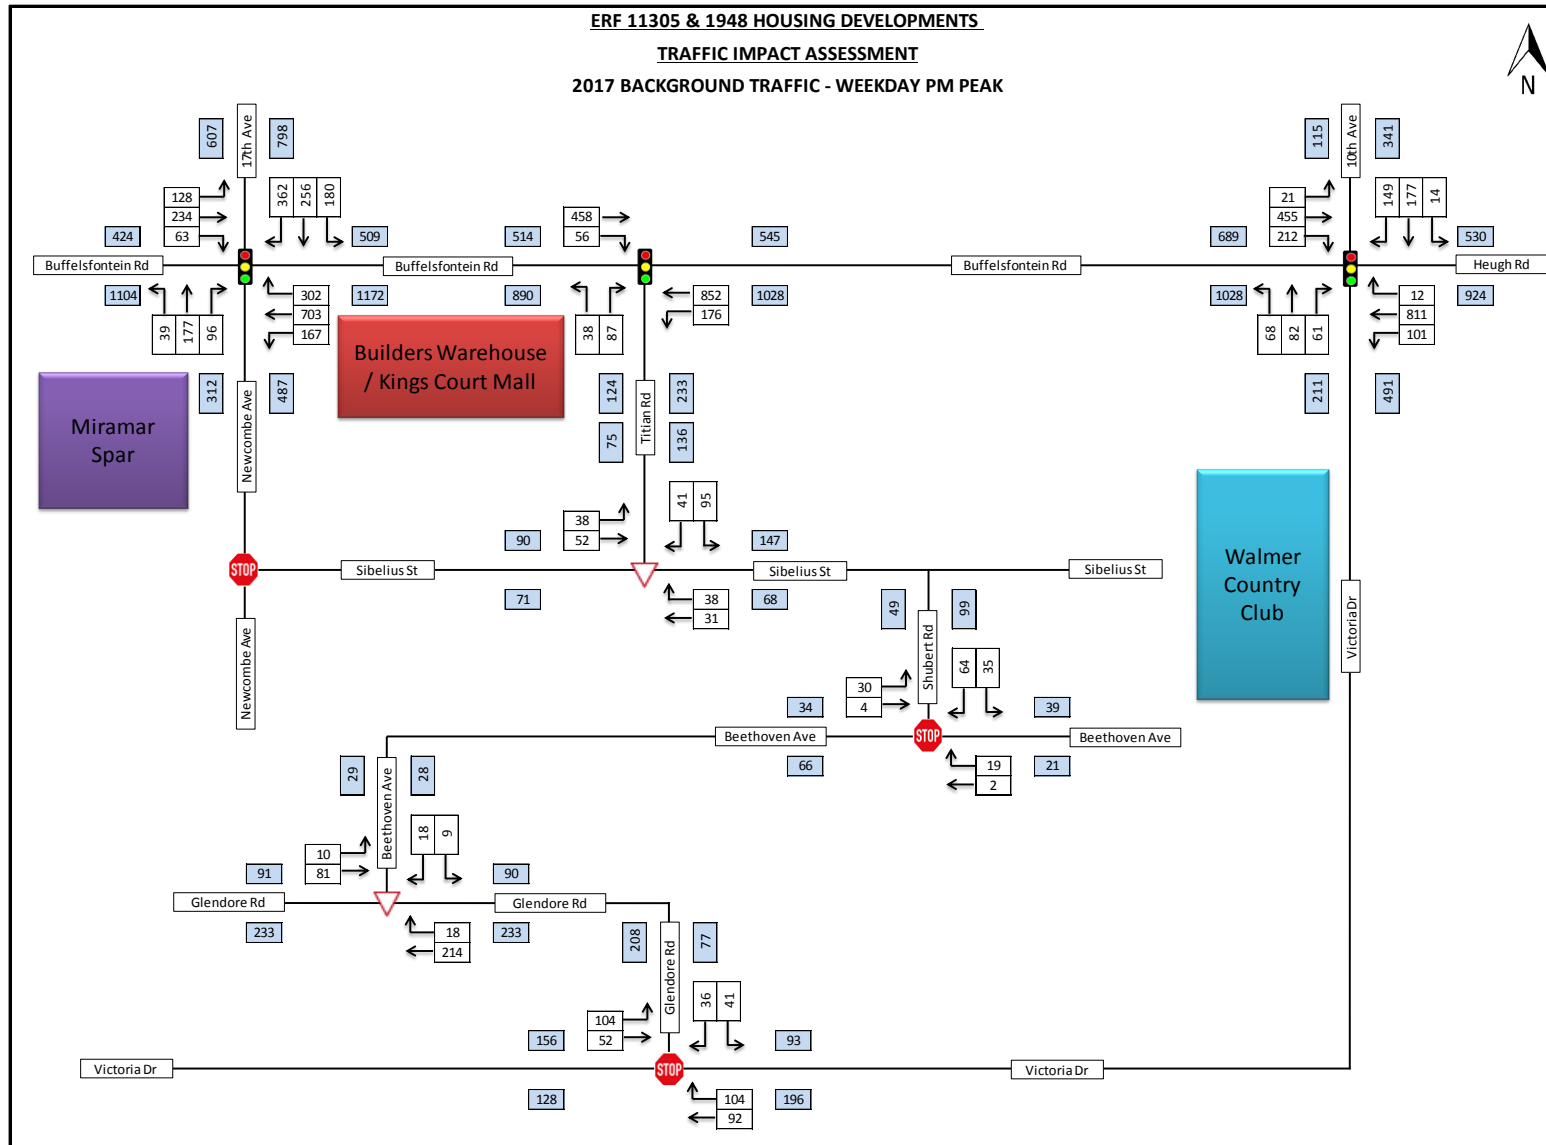 ERF 11305 & 1948 HOUSING DEVELOPMENTS
TRAFFIC IMPACT ASSESSMENT
2017 BACKGROUND TRAFFIC - WEEKDAY PM PEAK
N
607
17th Ave
798
115
10th Ave
341
128
234
63
362
256
180
458
56
21
455
212
149
177
14
424
509
514
545
689
530
Buffelsfontein Rd
Buffelsfontein Rd
Buffelsfontein Rd
Heugh Rd
1104
1172
890
1028
1028
924
39
177
96
302
703
167
38
87
852
176
68
82
61
12
811
101
Builders Warehouse
/ Kings Court Mall
Miramar
Spar
312
Newcombe Ave
487
124
233
Titian Rd
75
136
211
491
38
52
41
95
90
147
STOP
Sibelius St
Sibelius St
Sibelius St
71
68
38
31
Walmer
Country
Club
Newcombe Ave
49
99
Shubert Rd
Victoria Dr
30
4
64
35
34
39
Beethoven Ave
STOP
Beethoven Ave
66
21
19
2
29
Beethoven Ave
28
10
81
18
9
91
90
Glendore Rd
Glendore Rd
233
233
18
214
208
Glendore Rd
77
104
52
36
41
156
93
Victoria Dr
STOP
Victoria Dr
128
196
104
92